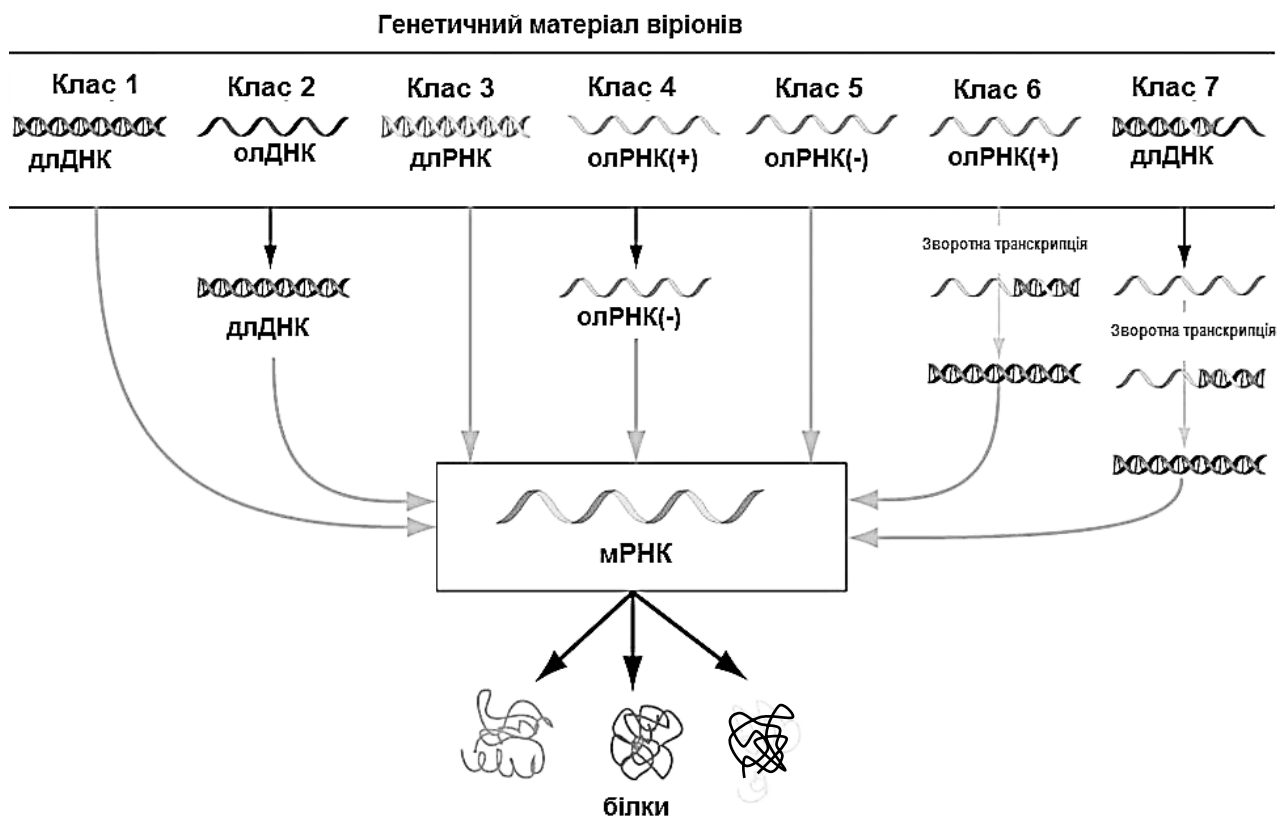 Генетичний матеріал віріонів
Клас 1 Клас 2 Клас 3 Клас 4 Клас 5 Клас 6 Клас 7
длДНК олДНК длРНК олРНК(+) олРНК(-) олРНК(+) длДНК
Зворотна транскрипція
длДНК
олРНК(-)
Зворотна транскрипція
мРНК
білки